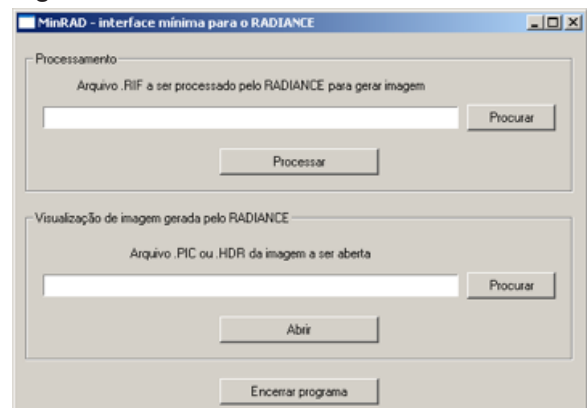 MinRAD - interface mínima para o RADIANCE
Processamento
Arquivo .RIF a ser processado pelo RADIANCE para gerar imagem
Procurar
Processar
Visualização de imagem gerada pelo RADIANCE
Arquivo .PIC ou .HDR da imagem a ser aberta
Procurar
Abrir
Encerrar programa